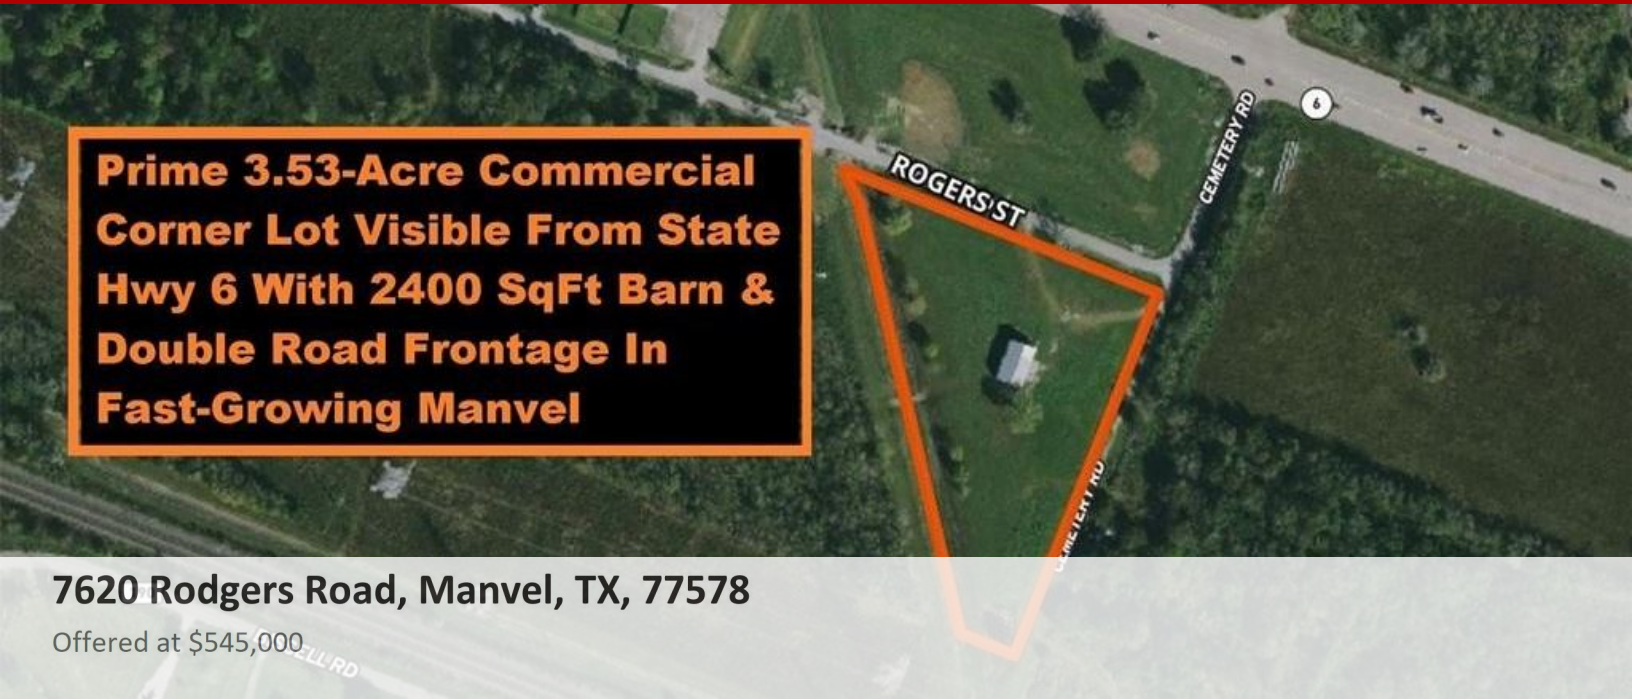 6
CEMETERY RD
ROGERS ST
Prime 3.53-Acre Commercial
Corner Lot Visible From State
Hwy 6 With 2400 SqFt Barn &
Double Road Frontage In
Fast-Growing Manvel
CEMETERY RD
7620 Rodgers Road, Manvel, TX, 77578
Offered at $545,000
RD